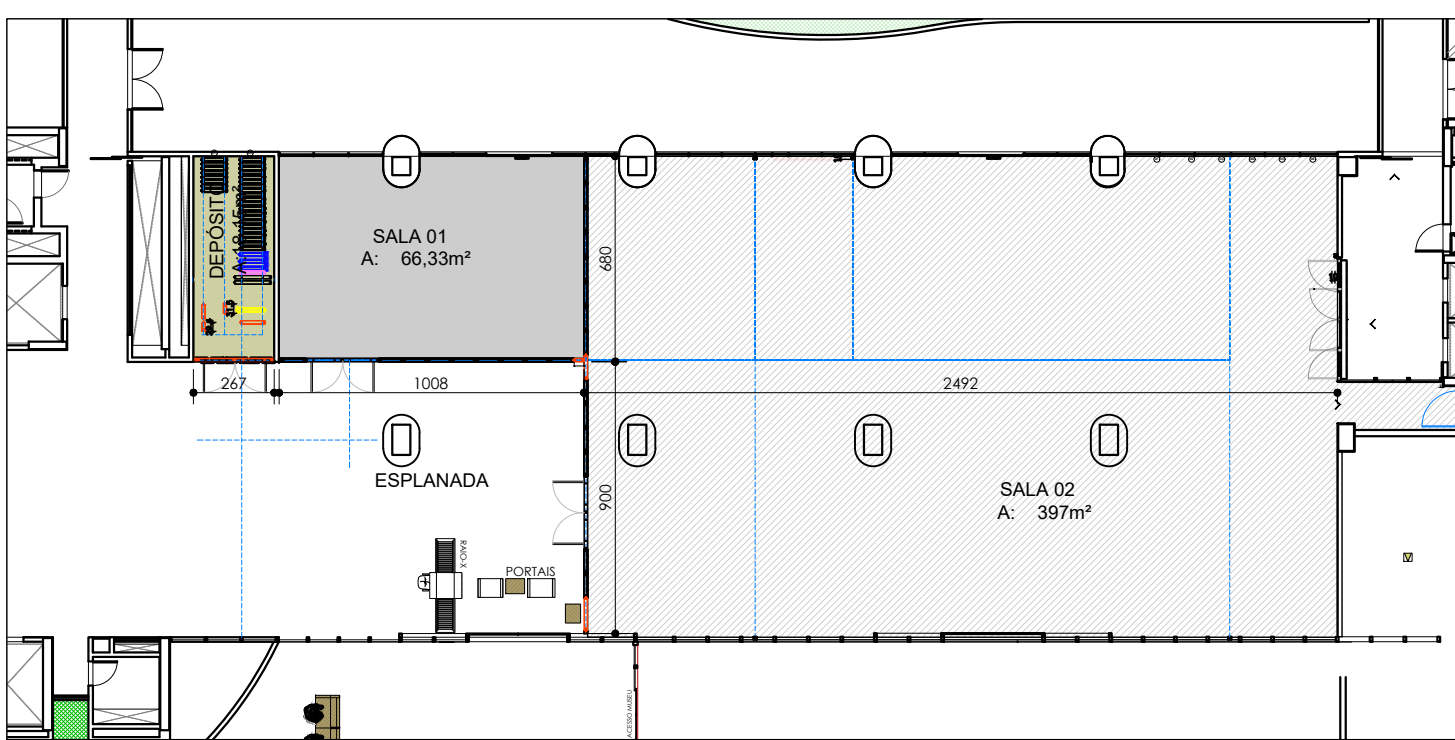 DEPÓSITO
SALA 01
A: 66,33m²
680
267
1008
2492
ESPLANADA
900
SALA 02
A: 397m²
RAIO-X
PORTAIS
ACESSO MUSEU